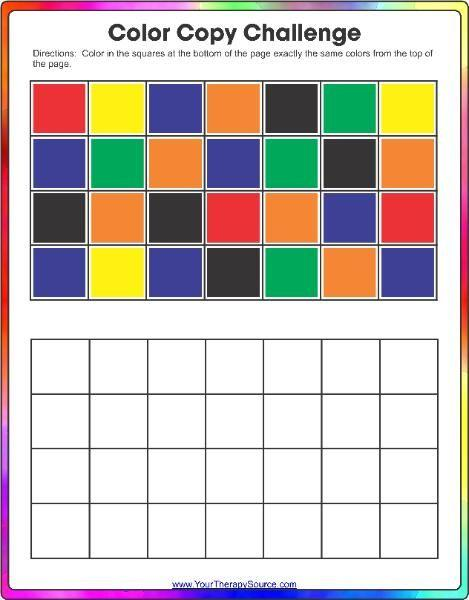 Color Copy Challenge
Directions:  Color in the squares at the bottom of the page exactly the same colors from the top of
the page.
www.YourTherapySource.com